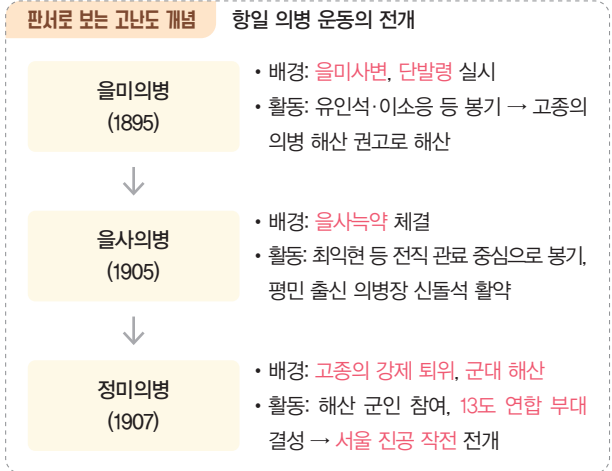 판서로 보는 고난도 개념 항일 의병 운동의 전개
을미의병
(1895)
• 배경: 을미사변, 단발령 실시
• 활동: 유인석·이소응 등 봉기 → 고종의
의병 해산 권고로 해산
↓
을사의병
(1905)
• 배경: 을사늑약 체결
• 활동: 최익현 등 전직 관료 중심으로 봉기,
평민 출신 의병장 신돌석 활약
↓
정미의병
(1907)
• 배경: 고종의 강제 퇴위, 군대 해산
• 활동: 해산 군인 참여, 13도 연합 부대
결성 → 서울 진공 작전 전개